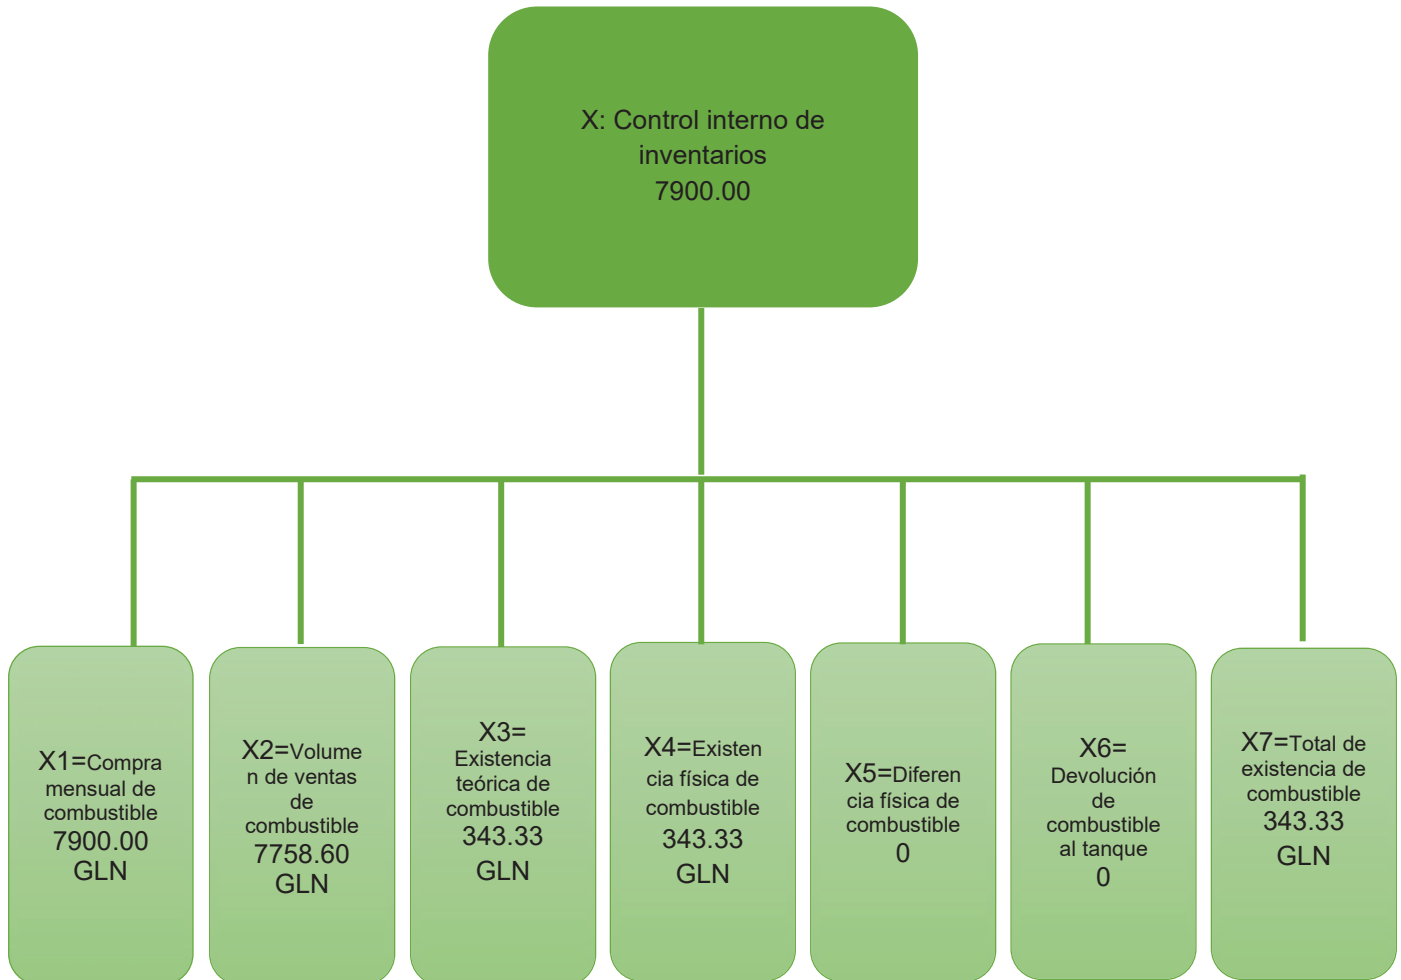 X: Control interno de
inventarios
7900.00
X1=Compra
mensual de
combustible
7900.00
GLN
X2=Volume
n de ventas
de
combustible
7758.60
GLN
X3=
Existencia
teórica de
combustible
343.33
GLN
X4=Existen
cia física de
combustible
343.33
GLN
X5=Diferen
cia física de
combustible
0
X6=
Devolución
de
combustible
al tanque
0
X7=Total de
existencia de
combustible
343.33
GLN